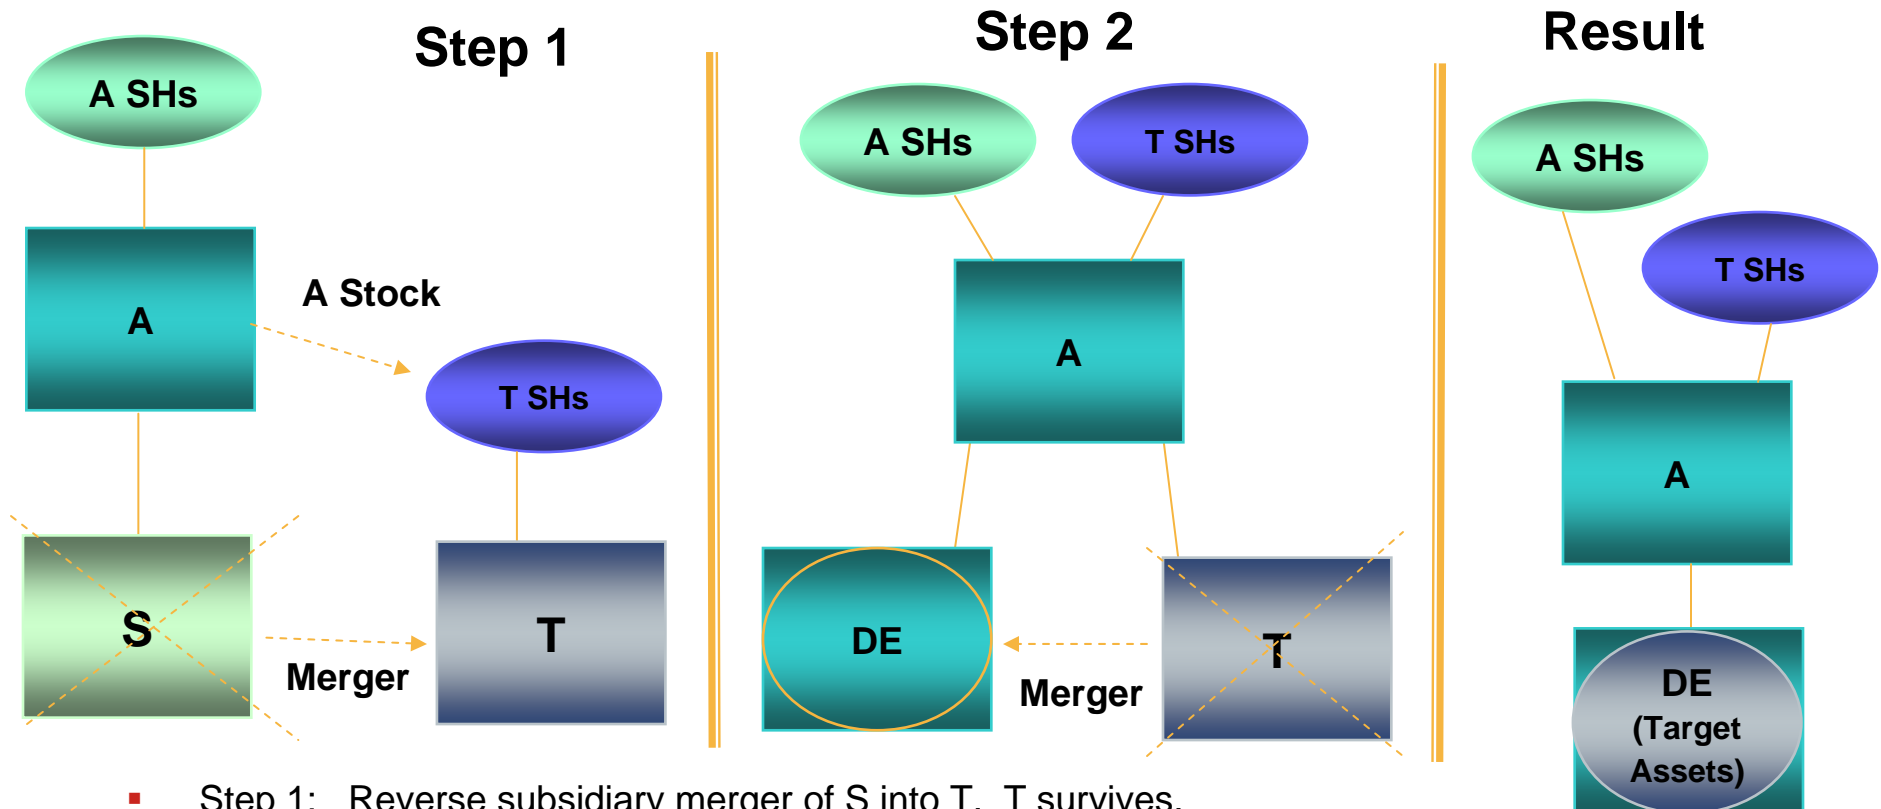 Step 1
Step 2
Result
A SHs
A
A Stock
T SHs
S
Merger
T
A SHs
T SHs
A
DE
Merger
T
A SHs
T SHs
A
DE
(Target
Assets)
▪ Step 1: Reverse subsidiary merger of S into T. T survives.